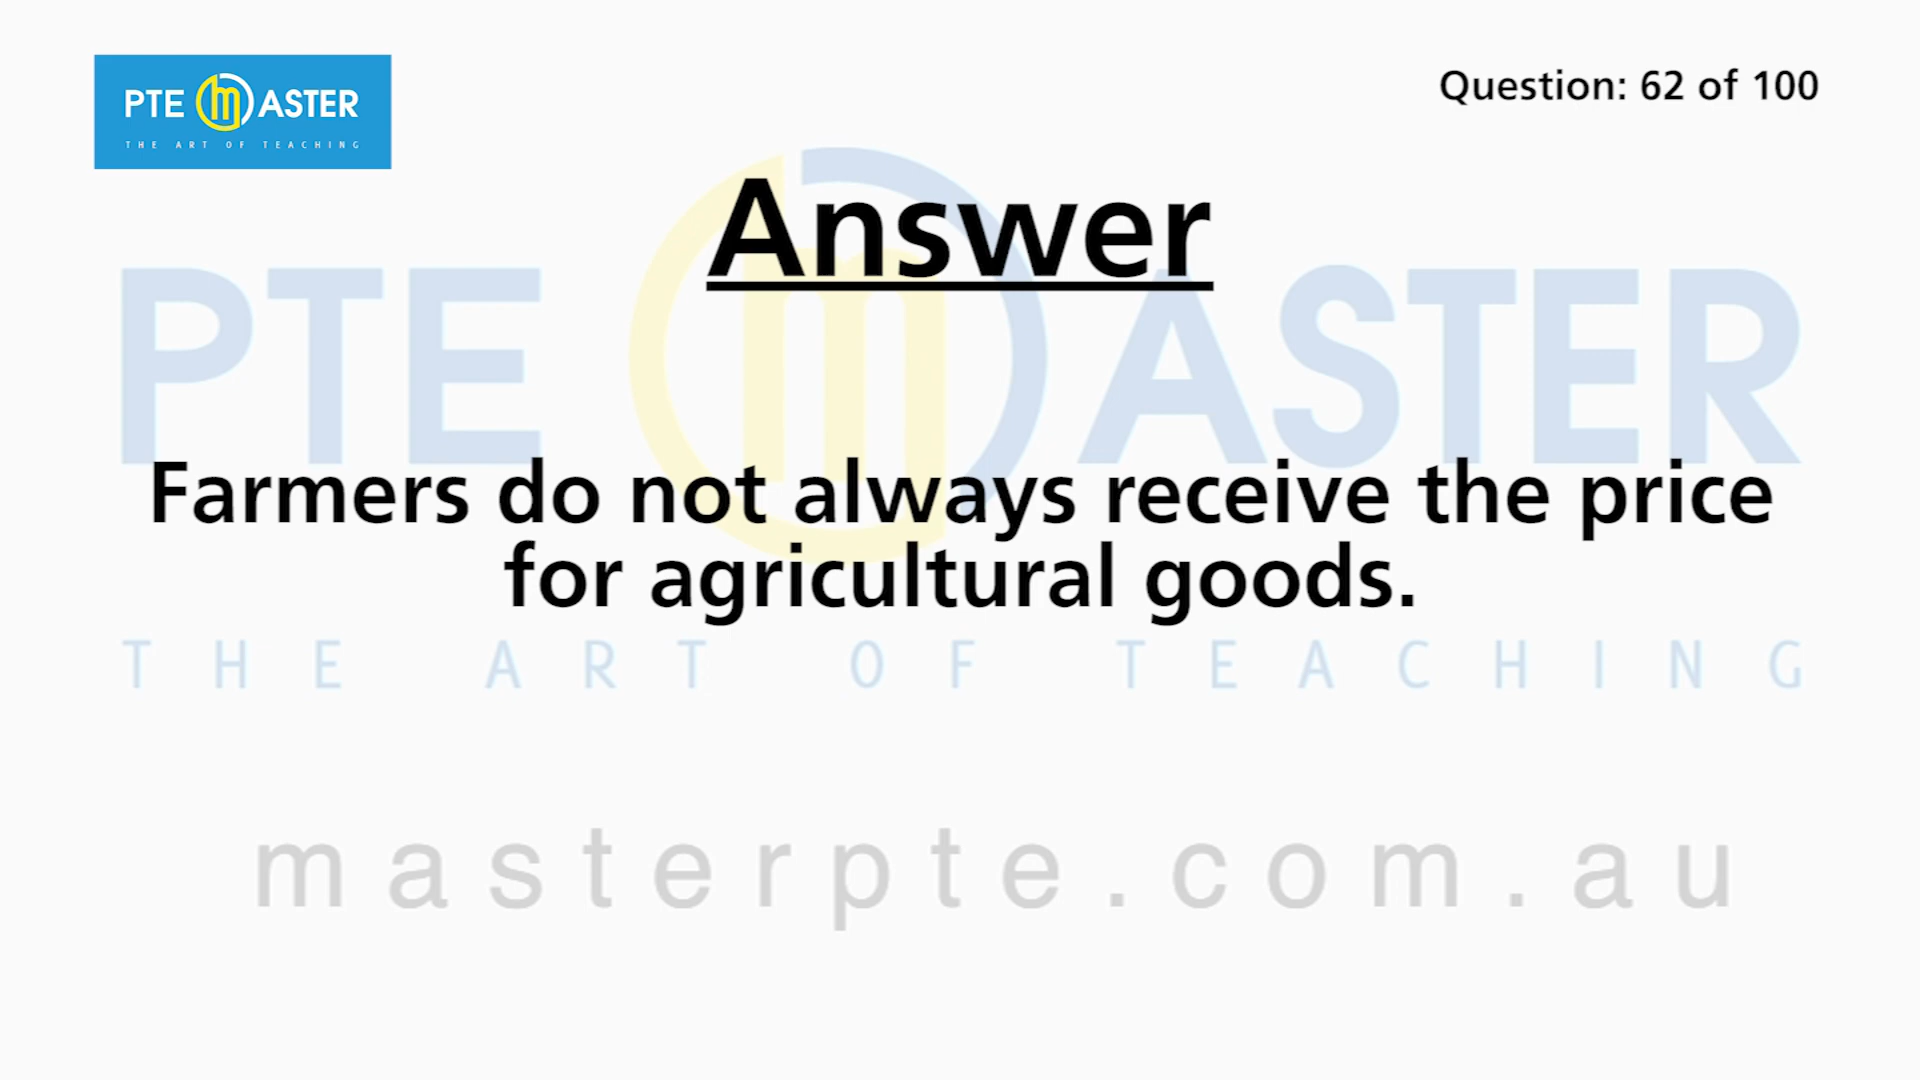 PTE MASTER
THE ART OF TEACHING
Question: 62 of 100
Answer
PTE MASTER
Farmers do not always receive the price
for agricultural goods.
THE ART OF TEACHING
masterpte.com.au